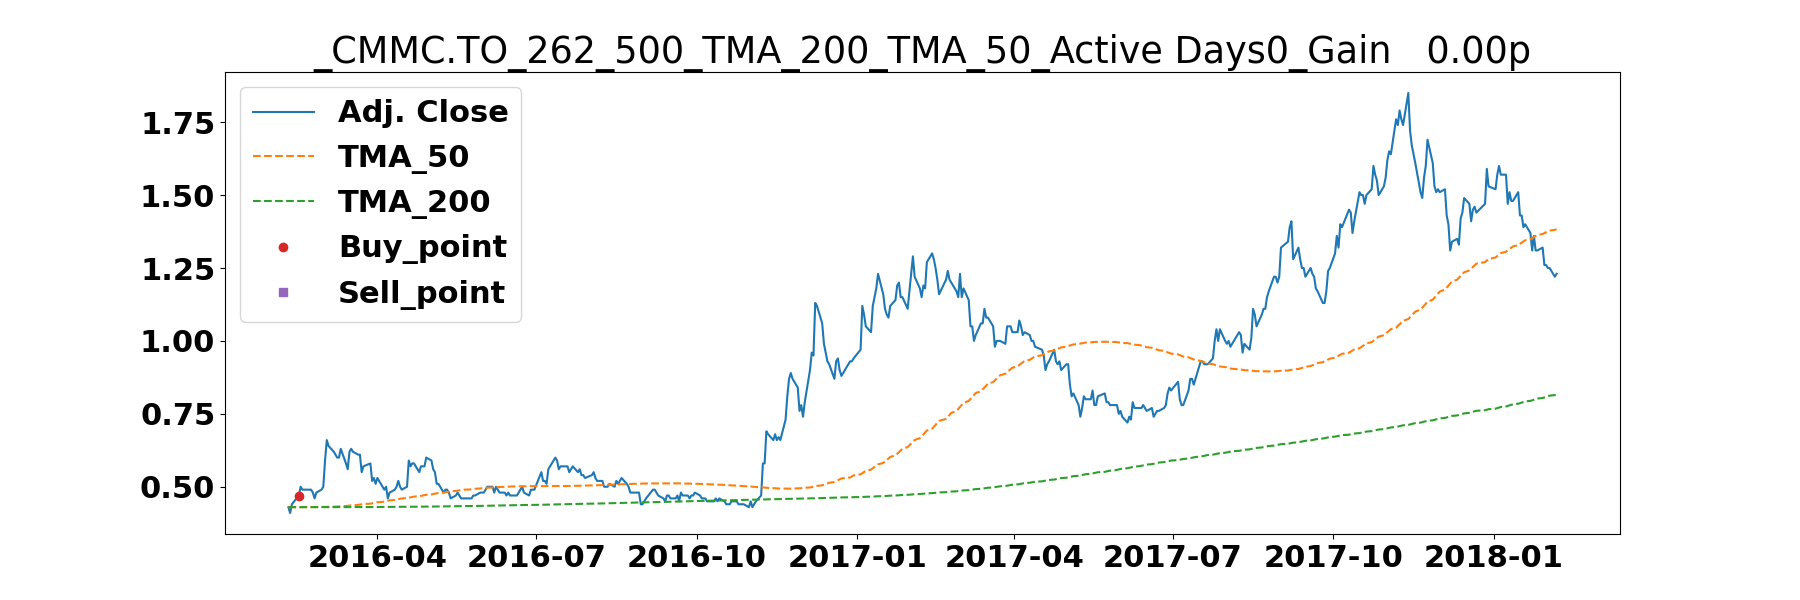 _CMMC.TO_262_500_TMA_200_TMA_50_Active Days0_Gain   0.00p
Adj. Close
TMA_50
TMA_200
Buy_point
Sell_point
1.75
1.50
1.25
1.00
0.75
0.50
2016-04 2016-07 2016-10 2017-01 2017-04 2017-07 2017-10 2018-01